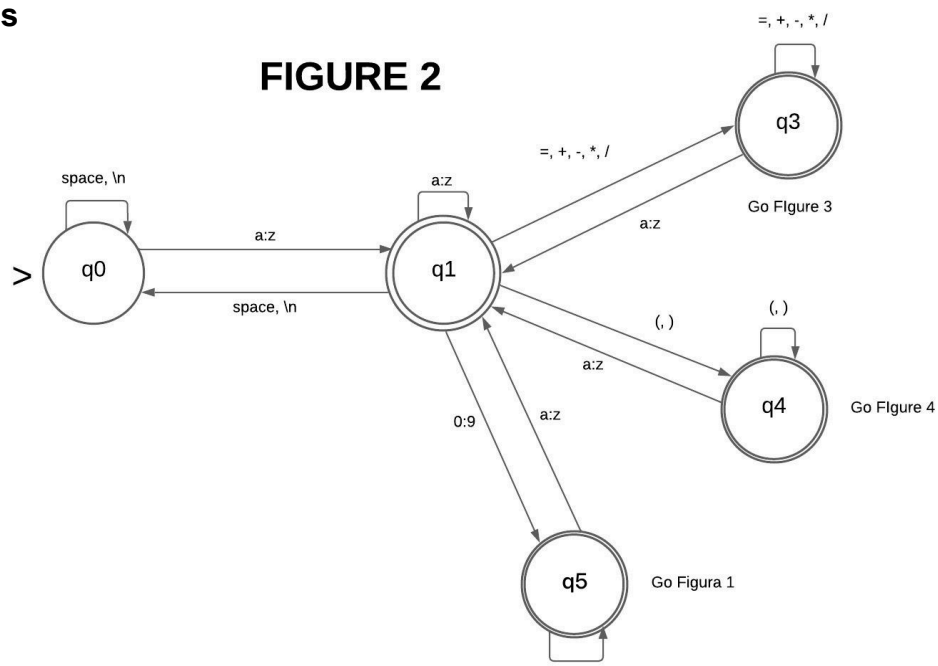 s
FIGURE 2
=, +, -, *, /
q3
=, +, -, *, /
space, \n
a:z
a:z
Go FIgure 3
a:z
>
q0
q1
space, \n
(, )
(, )
a:z
q4
Go FIgure 4
0:9
a:z
q5
Go Figura 1